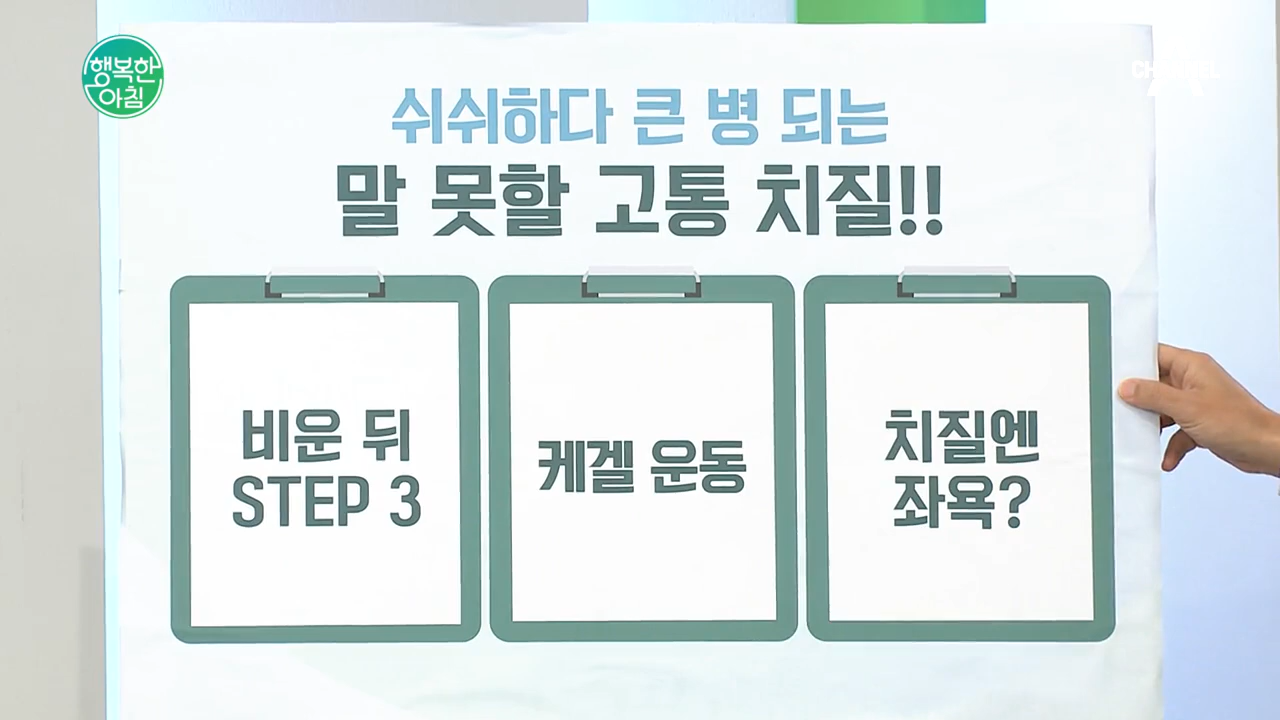 행복한
아침
CHANNEL A
쉬쉬하다 큰 병 되는
말 못할 고통 치질!!
비운 뒤
STEP 3
케겔 운동
치질엔
좌욕?